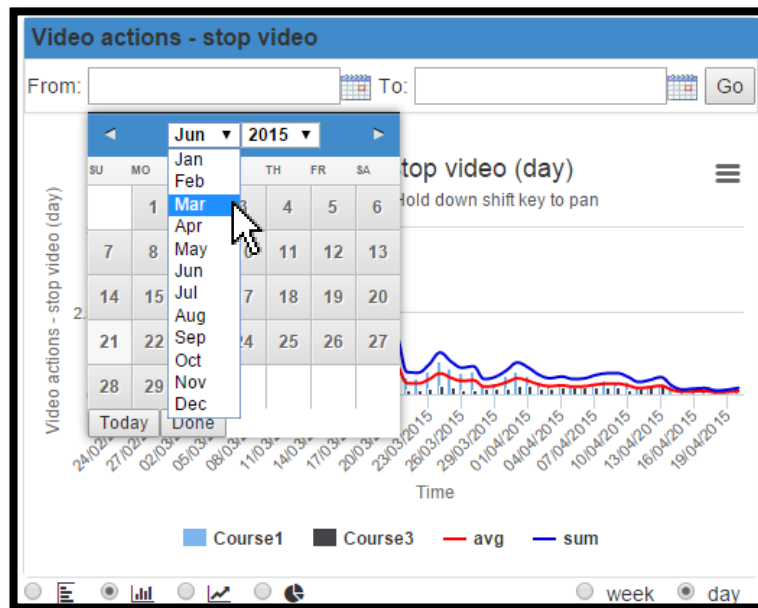 Video actions - stop video
From: To: Go
Jun 2015
Jan
Feb
Mar
Apr
May
Jun
Jul
Aug
Sep
Oct
Nov
Dec
SU MO TH FR SA
1 3 4 5 6
7 8 11 12 13
14 15 18 19 20
21 22 24 25 26 27
28 29
Today Done
stop video (day)
Hold down shift key to pan
Video actions - stop video (day)
23/03/2015
26/03/2015
29/03/2015
01/04/2015
04/04/2015
07/04/2015
10/04/2015
13/04/2015
16/04/2015
19/04/2015
Time
Course1 Course3 avg sum
week day